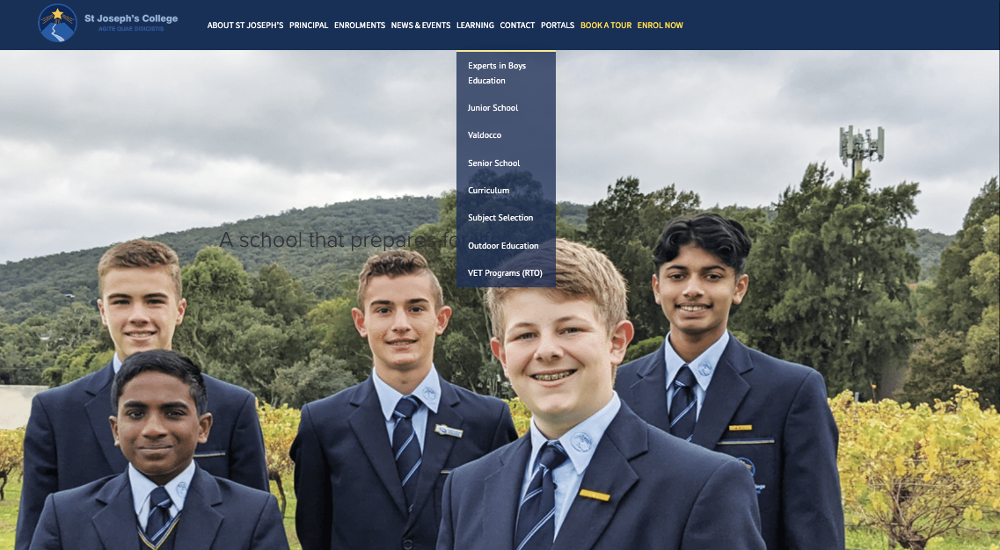 St Joseph's College
AGITE QUAE DIDICISTIS
ABOUT ST JOSEPH'S PRINCIPAL ENROLMENTS NEWS & EVENTS LEARNING CONTACT PORTALS BOOK A TOUR ENROL NOW
Experts in Boys
Education
Junior School
Valdocco
Senior School
Curriculum
Subject Selection
Outdoor Education
VET Programs (RTO)
A school that prepares